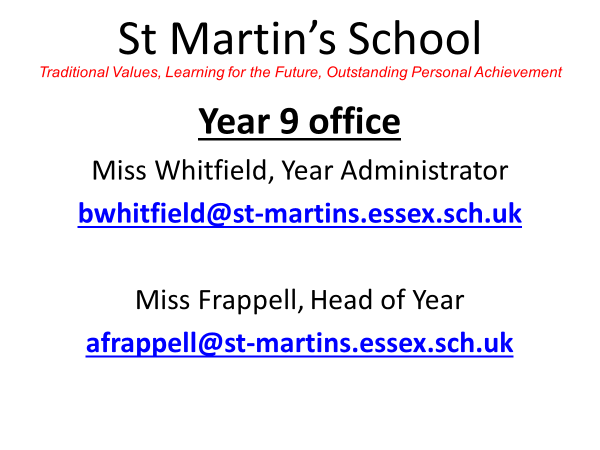 St Martin’s School
Traditional Values, Learning for the Future, Outstanding Personal Achievement
Year 9 office
Miss Whitfield, Year Administrator
bwhitfield@st-martins.essex.sch.uk
Miss Frappell, Head of Year
afrappell@st-martins.essex.sch.uk